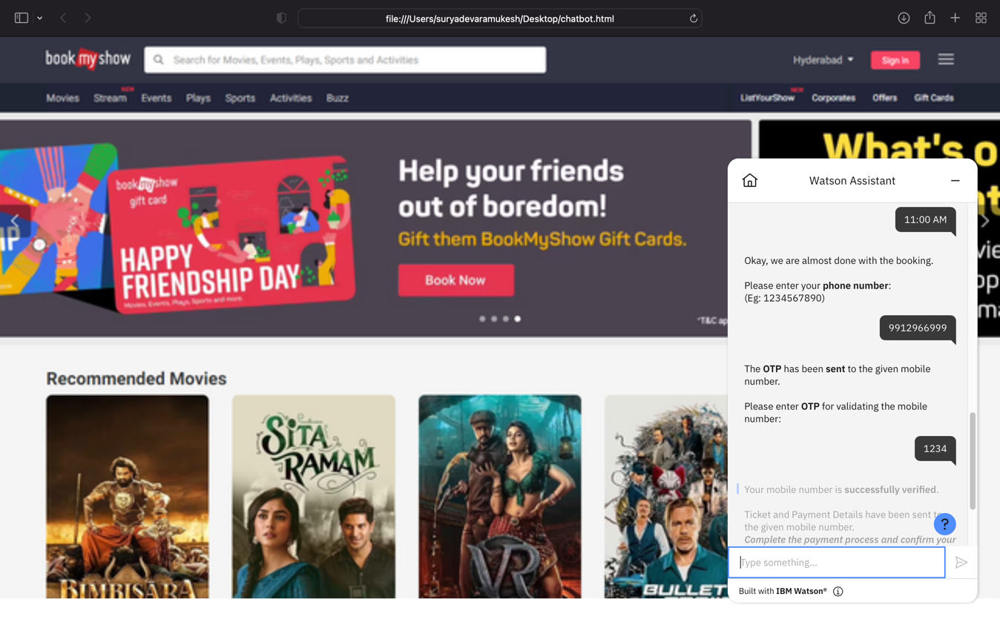 file:///Users/suryadevaramukesh/Desktop/chatbot.html
book my show
Search for Movies, Events, Plays, Sports and Activities
Hyderabad
Sign in
Movies
Stream
NEW
Events
Plays
Sports
Activities
Buzz
ListYourShow
NEW
Corporates
Offers
Gift Cards
IP
book my show
gift card
HAPPY
FRIENDSHIP DAY
Movies, Events, Plays, Sports and more.
Help your friends
out of boredom!
Gift them BookMyShow Gift Cards.
Book Now
*T&C ap
What's o
Recommended Movies
BIMBISARA
SITA
RAMAM
VR
BULLET
Watson Assistant
11:00 AM
Okay, we are almost done with the booking.
Please enter your phone number:
(Eg: 1234567890)
9912966999
The OTP has been sent to the given mobile
number.
Please enter OTP for validating the mobile
number:
1234
Your mobile number is successfully verified.
Ticket and Payment Details have been sent to
the given mobile number.
Complete the payment process and confirm your
?
Type something...
Built with IBM Watson®